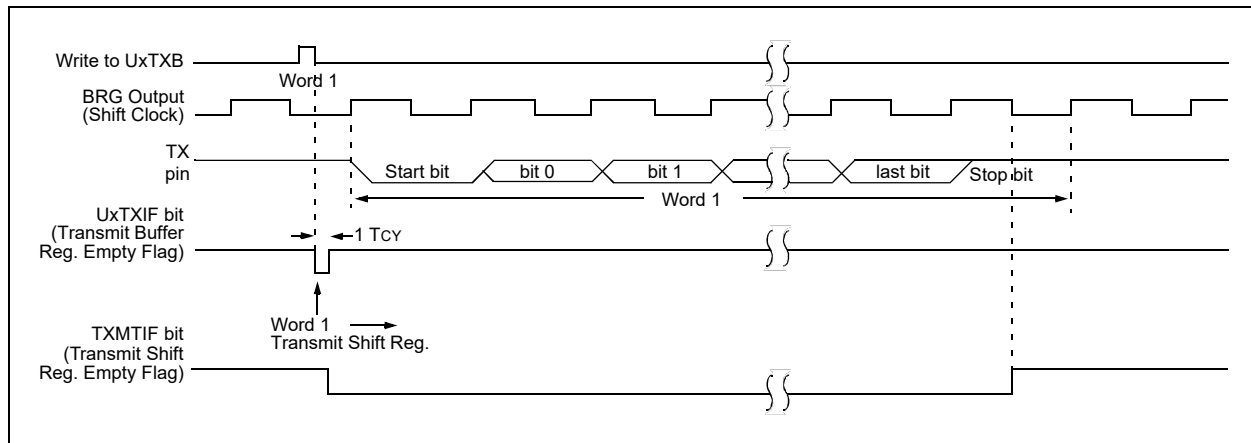 Write to UxTXB
Word 1
BRG Output
(Shift Clock)
TX
pin
Start bit
bit 0
bit 1
last bit
Stop bit
Word 1
UxTXIF bit
(Transmit Buffer
Reg. Empty Flag)
1 TCY
Word 1
Transmit Shift Reg.
TXMTIF bit
(Transmit Shift
Reg. Empty Flag)